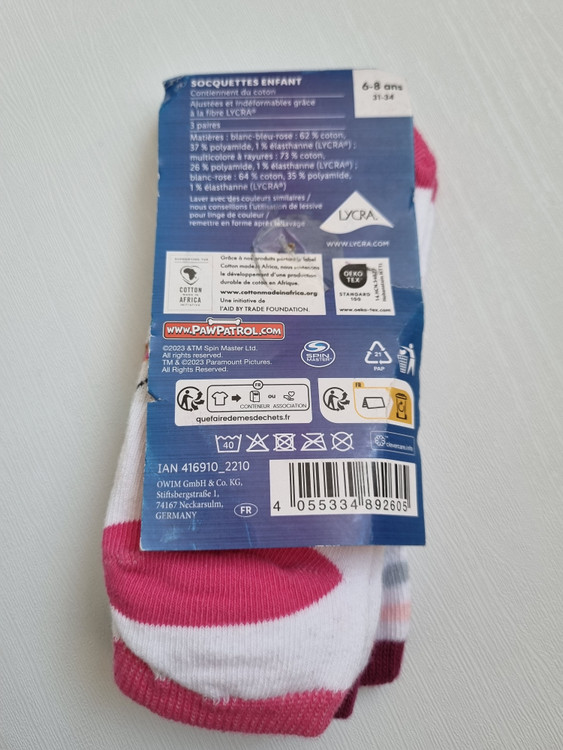 SOCQUETTES ENFANT
Contiennent du coton
6-8 ans
31-34
Ajustées et indéformables grâce
à la fibre LYCRA®
3 paires
Matières : blanc-bleu-rose : 62 % coton,
37 % polyamide, 1 % élasthanne (LYCRA®) ;
multicolore à rayures : 73 % coton,
26 % polyamide, 1 % élasthanne (LYCRA®) ;
blanc-rose : 64 % coton, 35 % polyamide,
1 % élasthanne (LYCRA®)
Laver avec des couleurs similaires /
nous conseillons l'utilisation de lessive
pour linge de couleur /
remettre en forme après lavage
LYCRA®
WWW.LYCRA.COM
COTTON
MADE IN
AFRICA
INITIATIVE
Grâce à nos produits portant le label
Cotton made in Africa, nous
le développement d'une production
durable de coton en Afrique.
www.cottonmadeinafrica.org
Une initiative de
l'AID BY TRADE FOUNDATION.
OEKO
TEX®
STANDARD
100
www.oeko-tex.com
www.PAWPATROL.com
©2023 &TM Spin Master Ltd.
All rights reserved.
TM & ©2023 Paramount Pictures.
All Rights Reserved.
SPIN
MASTER
21
PAP
FR
OU
CONTENEUR ASSOCIATION
quefairedemesdechets.fr
FR
40
clevercare.info
IAN 416910_2210
OWIM GmbH & Co. KG,
Stiftsbergstraße 1,
74167 Neckarsulm,
GERMANY
FR
4 055334 892605